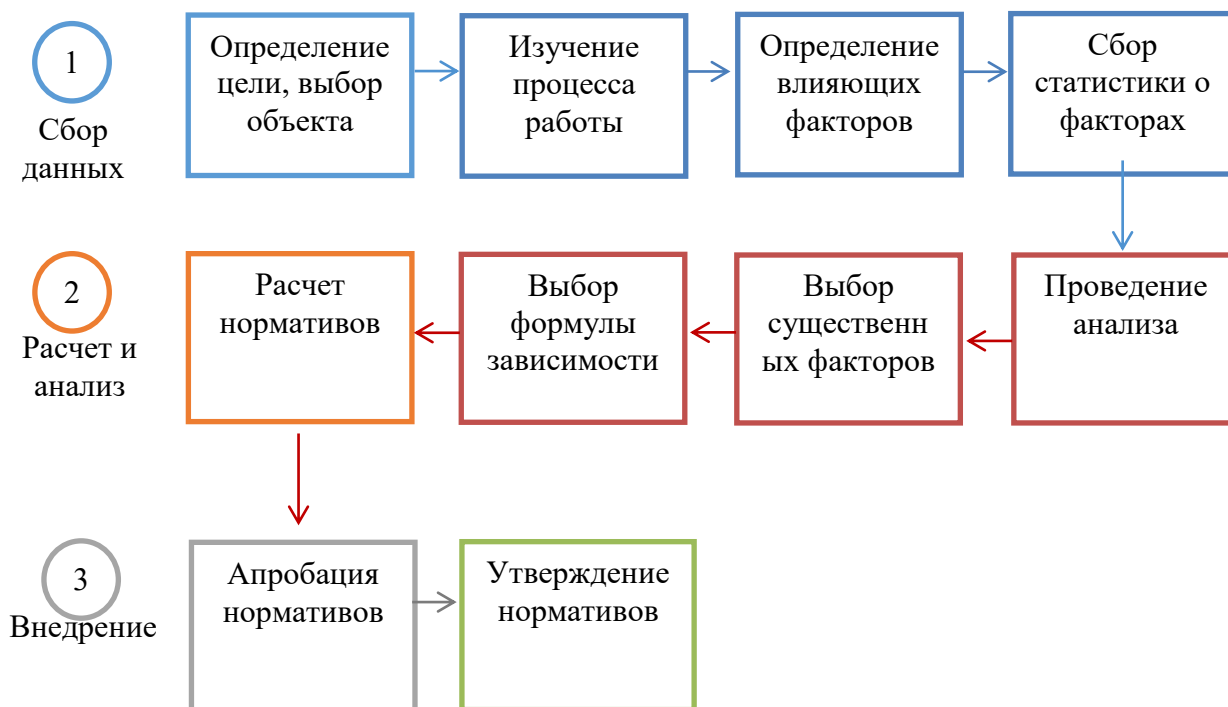 1
Сбор
данных
Определение
цели, выбор
объекта
Изучение
процесса
работы
Определение
влияющих
факторов
Сбор
статистики о
факторах
2
Расчет и
анализ
Расчет
нормативов
Выбор
формулы
зависимости
Выбор
существенн
ых факторов
Проведение
анализа
3
Внедрение
Апробация
нормативов
Утверждение
нормативов